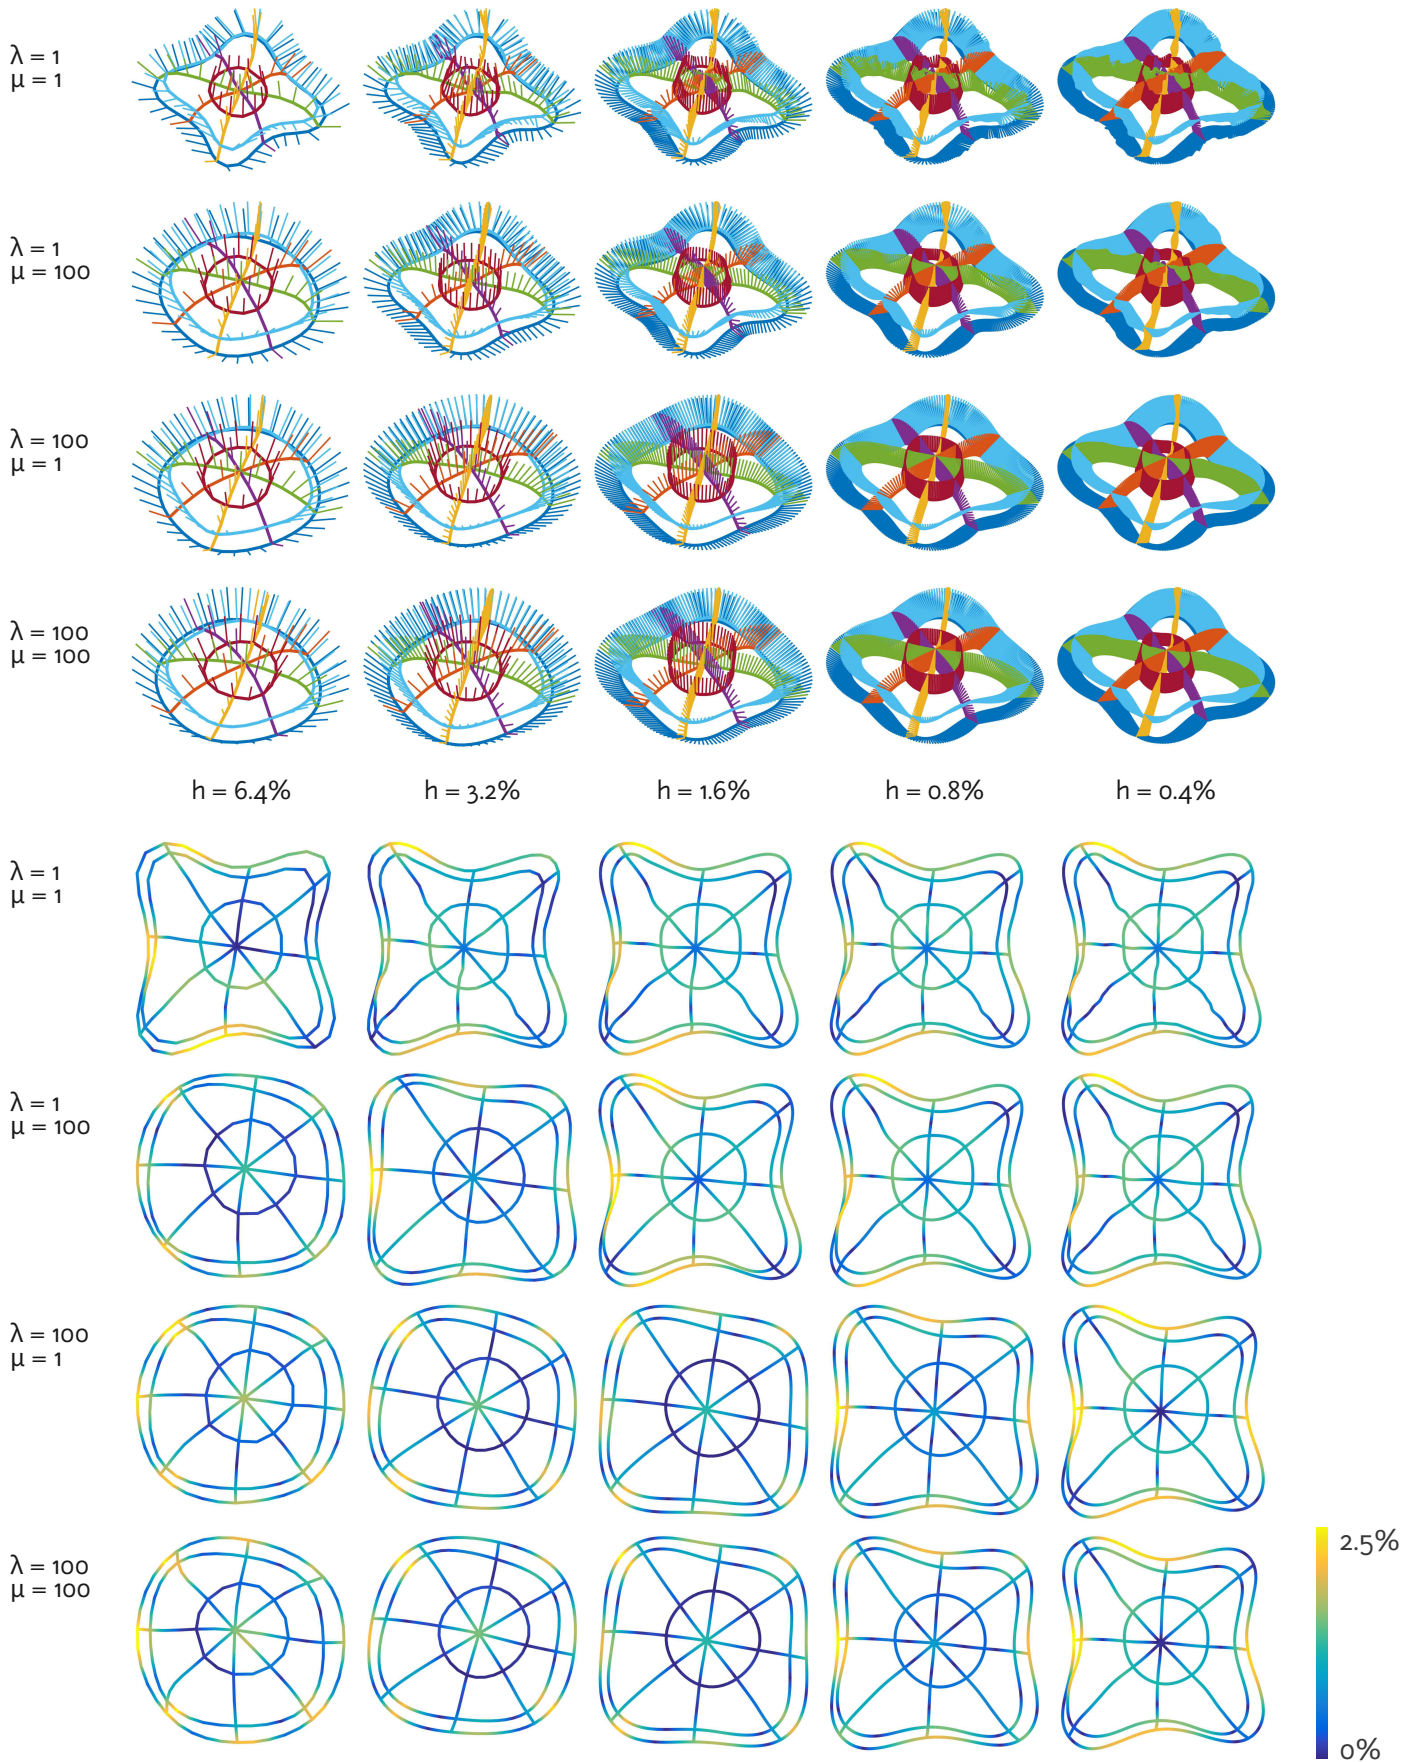 λ = 1
μ = 1
λ = 1
μ = 100
λ = 100
μ = 1
λ = 100
μ = 100
h = 6.4% h = 3.2% h = 1.6% h = 0.8% h = 0.4%
λ = 1
μ = 1
λ = 1
μ = 100
λ = 100
μ = 1
λ = 100
μ = 100
2.5%
0%